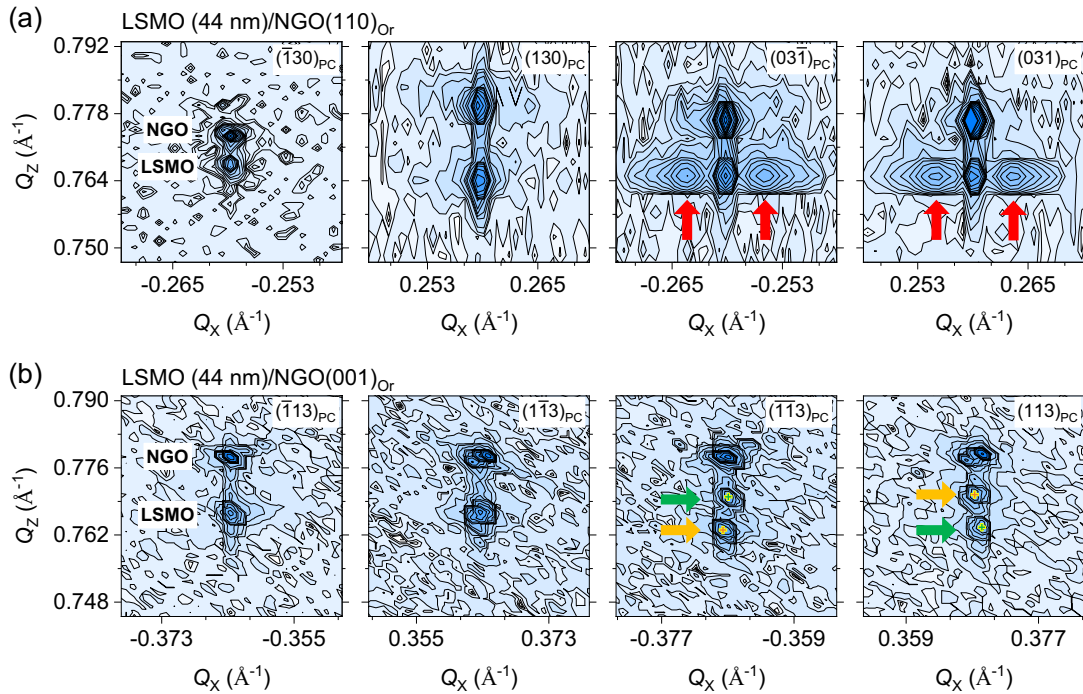 (a) LSMO (44 nm)/NGO(110)Or
0.792
0.778
0.764
0.750
Qz (Å⁻¹)
(1̅30)PC
NGO
LSMO
-0.265 -0.253
Qx (Å⁻¹)
(130)PC
0.253 0.265
Qx (Å⁻¹)
(031̅)PC
-0.265 -0.253
Qx (Å⁻¹)
(031)PC
0.253 0.265
Qx (Å⁻¹)
(b) LSMO (44 nm)/NGO(001)Or
0.790
0.776
0.762
0.748
Qz (Å⁻¹)
(1̅13)PC
NGO
LSMO
-0.373 -0.355
Qx (Å⁻¹)
(11̅3)PC
0.355 0.373
Qx (Å⁻¹)
(1̅1̅3)PC
-0.377 -0.359
Qx (Å⁻¹)
(113)PC
0.359 0.377
Qx (Å⁻¹)